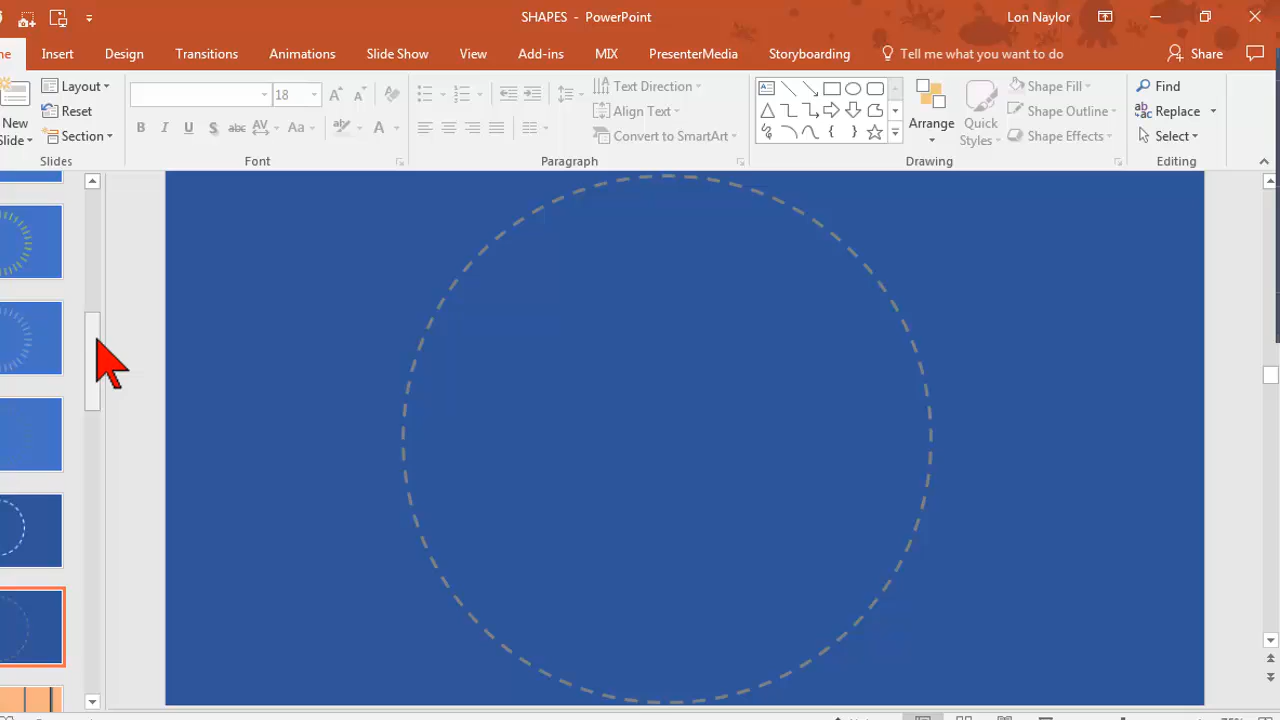 SHAPES - PowerPoint
Lon Naylor
Insert
Design
Transitions
Animations
Slide Show
View
Add-ins
MIX
PresenterMedia
Storyboarding
Tell me what you want to do
Share
New
Slide
Layout
Reset
Section
Slides
18
B I U S abc AV Aa A
Font
Text Direction
Align Text
Convert to SmartArt
Paragraph
Arrange
Quick
Styles
Shape Fill
Shape Outline
Shape Effects
Drawing
Find
Replace
Select
Editing